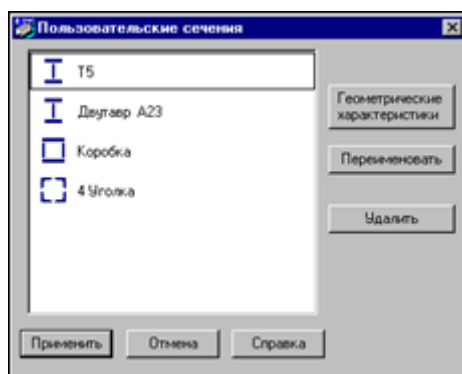 Пользовательские сечения
Т5
Двутавр А23
Коробка
4 Уголка
Геометрические
характеристики
Переименовать
Удалить
Применить
Отмена
Справка